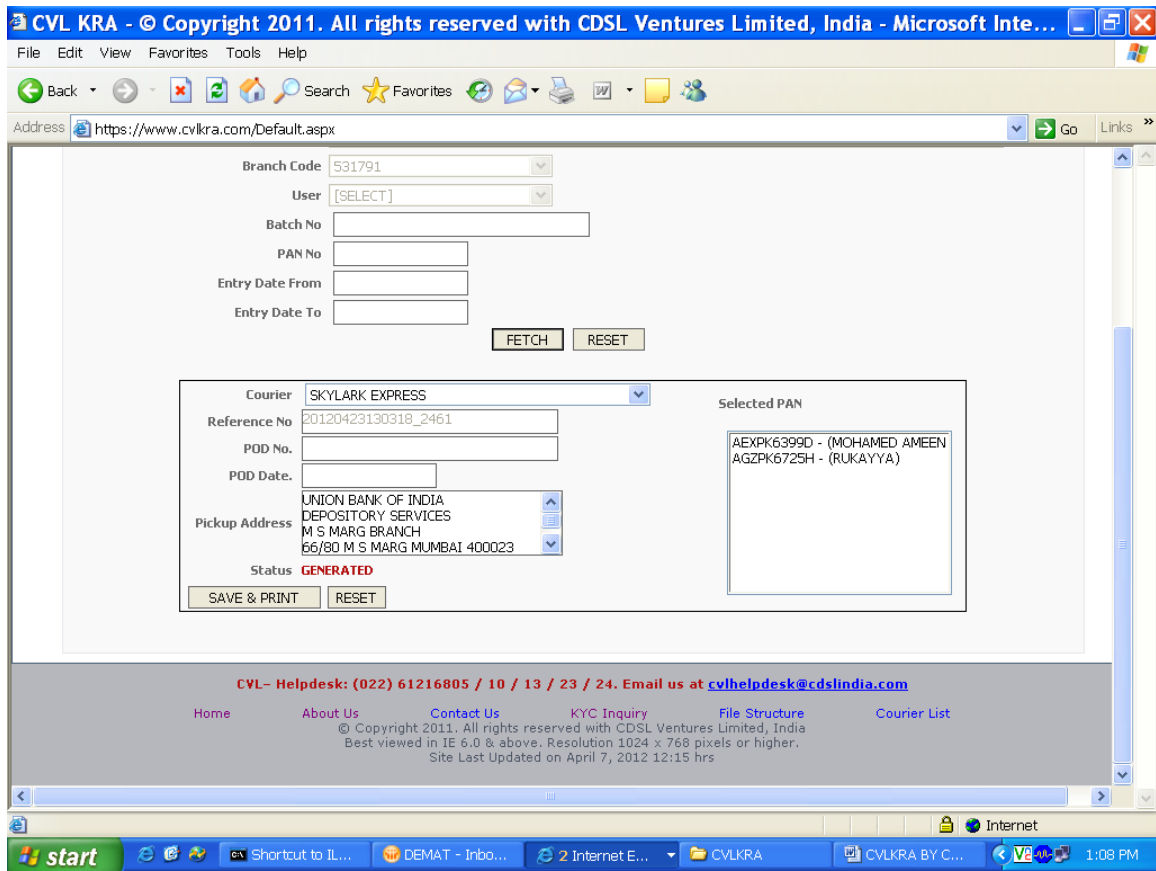 CVL KRA - © Copyright 2011. All rights reserved with CDSL Ventures Limited, India - Microsoft Inte...
File Edit View Favorites Tools Help
Back Search Favorites
Address https://www.cvlkra.com/Default.aspx Go Links »
Branch Code 531791
User [SELECT]
Batch No
PAN No
Entry Date From
Entry Date To
FETCH RESET
Courier SKYLARK EXPRESS
Selected PAN
Reference No 20120423130318_2461
POD No.
AEXPK6399D - (MOHAMED AMEEN
AGZPK6725H - (RUKAYYA)
POD Date.
Pickup Address
UNION BANK OF INDIA
DEPOSITORY SERVICES
M S MARG BRANCH
66/80 M S MARG MUMBAI 400023
Status GENERATED
SAVE & PRINT RESET
CVL– Helpdesk: (022) 61216805 / 10 / 13 / 23 / 24. Email us at cvlhelpdesk@cdslindia.com
Home About Us Contact Us KYC Inquiry File Structure Courier List
© Copyright 2011. All rights reserved with CDSL Ventures Limited, India
Best viewed in IE 6.0 & above. Resolution 1024 x 768 pixels or higher.
Site Last Updated on April 7, 2012 12:15 hrs
Internet
start Shortcut to IL... DEMAT - Inbo... 2 Internet E... CVLKRA CVLKRA BY C... 1:08 PM